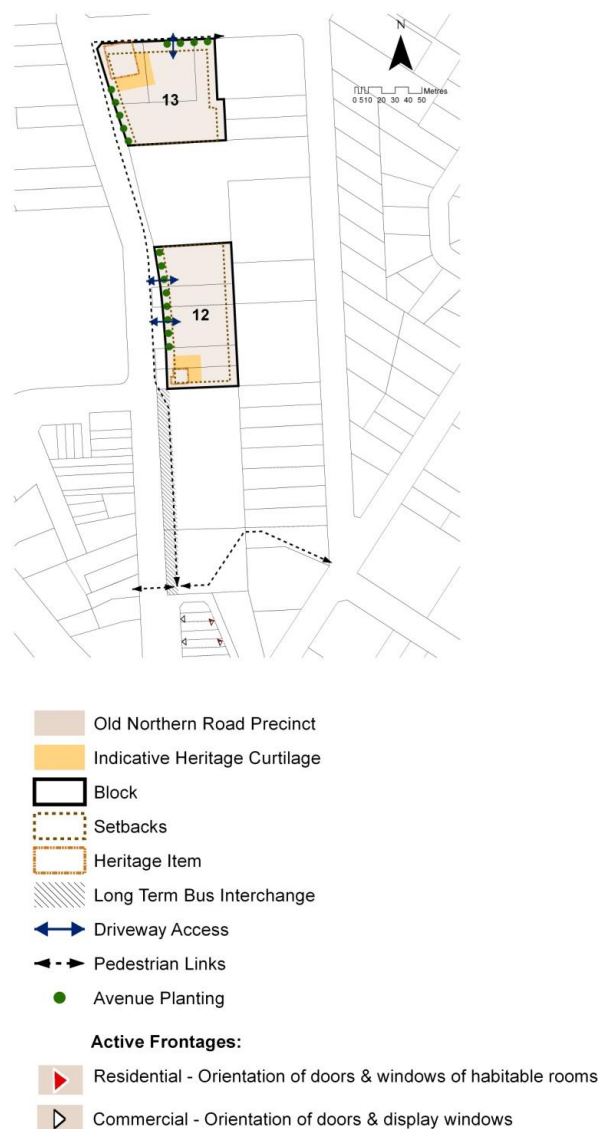 N
Metres
0 5 10 20 30 40 50
13
12
Old Northern Road Precinct
Indicative Heritage Curtilage
Block
Setbacks
Heritage Item
Long Term Bus Interchange
Driveway Access
Pedestrian Links
Avenue Planting
Active Frontages:
Residential - Orientation of doors & windows of habitable rooms
Commercial - Orientation of doors & display windows